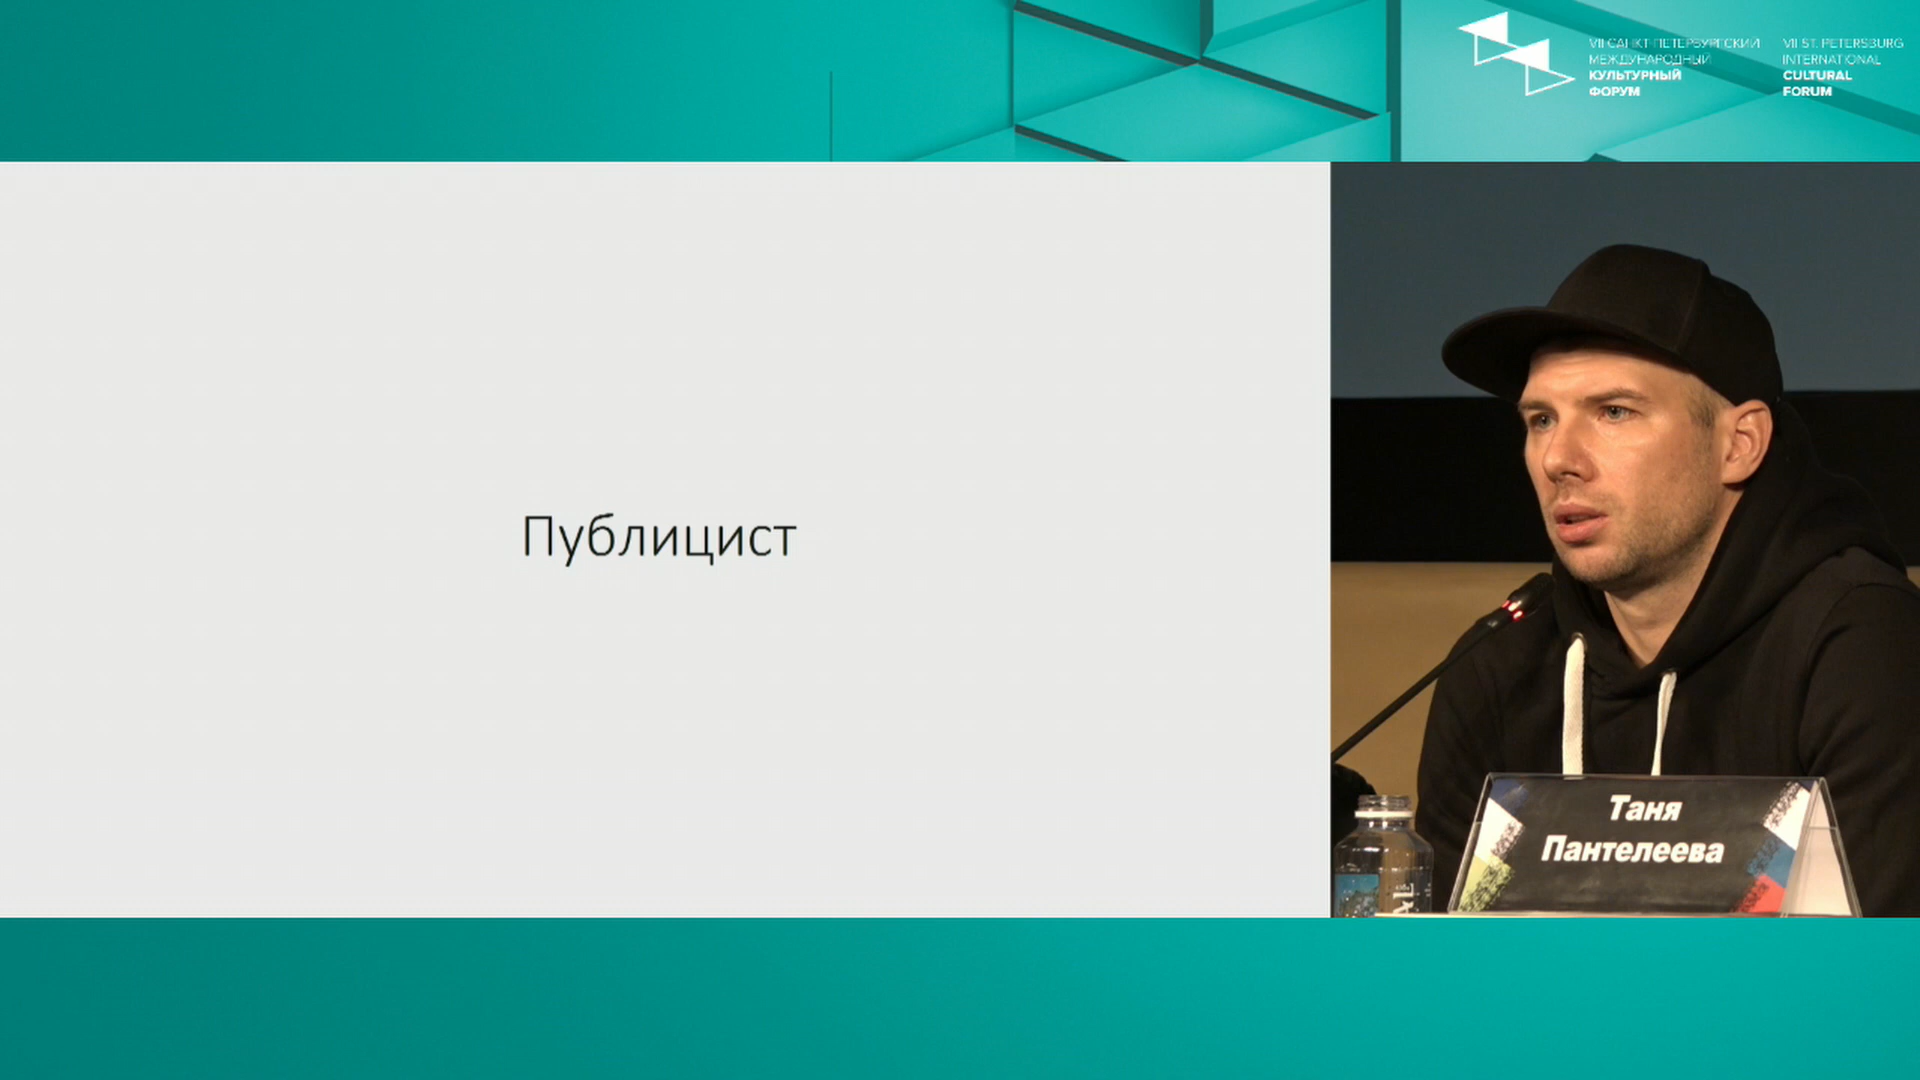 VII САНКТ-ПЕТЕРБУРГСКИЙ
МЕЖДУНАРОДНЫЙ
КУЛЬТУРНЫЙ
ФОРУМ
VII ST. PETERSBURG
INTERNATIONAL
CULTURAL
FORUM
Публицист
Таня
Пантелеева